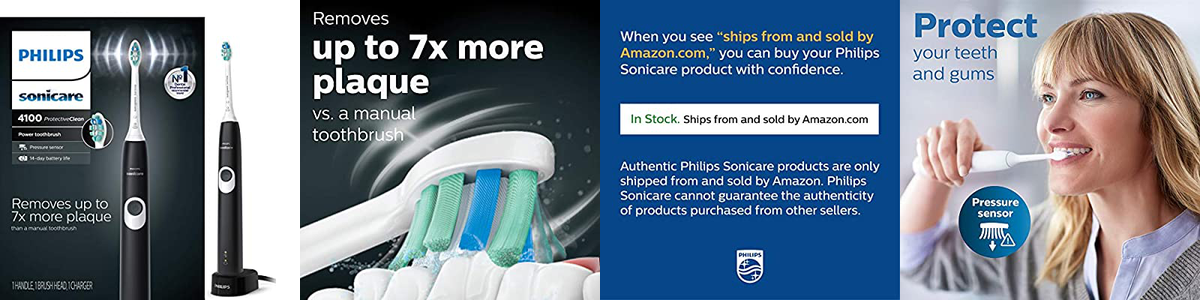 PHILIPS
sonicare
4100 ProtectiveClean
Power toothbrush
Pressure sensor
14-day battery life
Nº1
Removes up to
7x more plaque
than a manual toothbrush
1 HANDLE, 1 BRUSH HEAD, 1 CHARGER
sonicare
sonicare
PHILIPS
Removes
up to 7x more
plaque
vs. a manual
toothbrush
When you see “ships from and sold by
Amazon.com,” you can buy your Philips
Sonicare product with confidence.
In Stock. Ships from and sold by Amazon.com
Authentic Philips Sonicare products are only
shipped from and sold by Amazon. Philips
Sonicare cannot guarantee the authenticity
of products purchased from other sellers.
PHILIPS
Protect
your teeth
and gums
Pressure
sensor